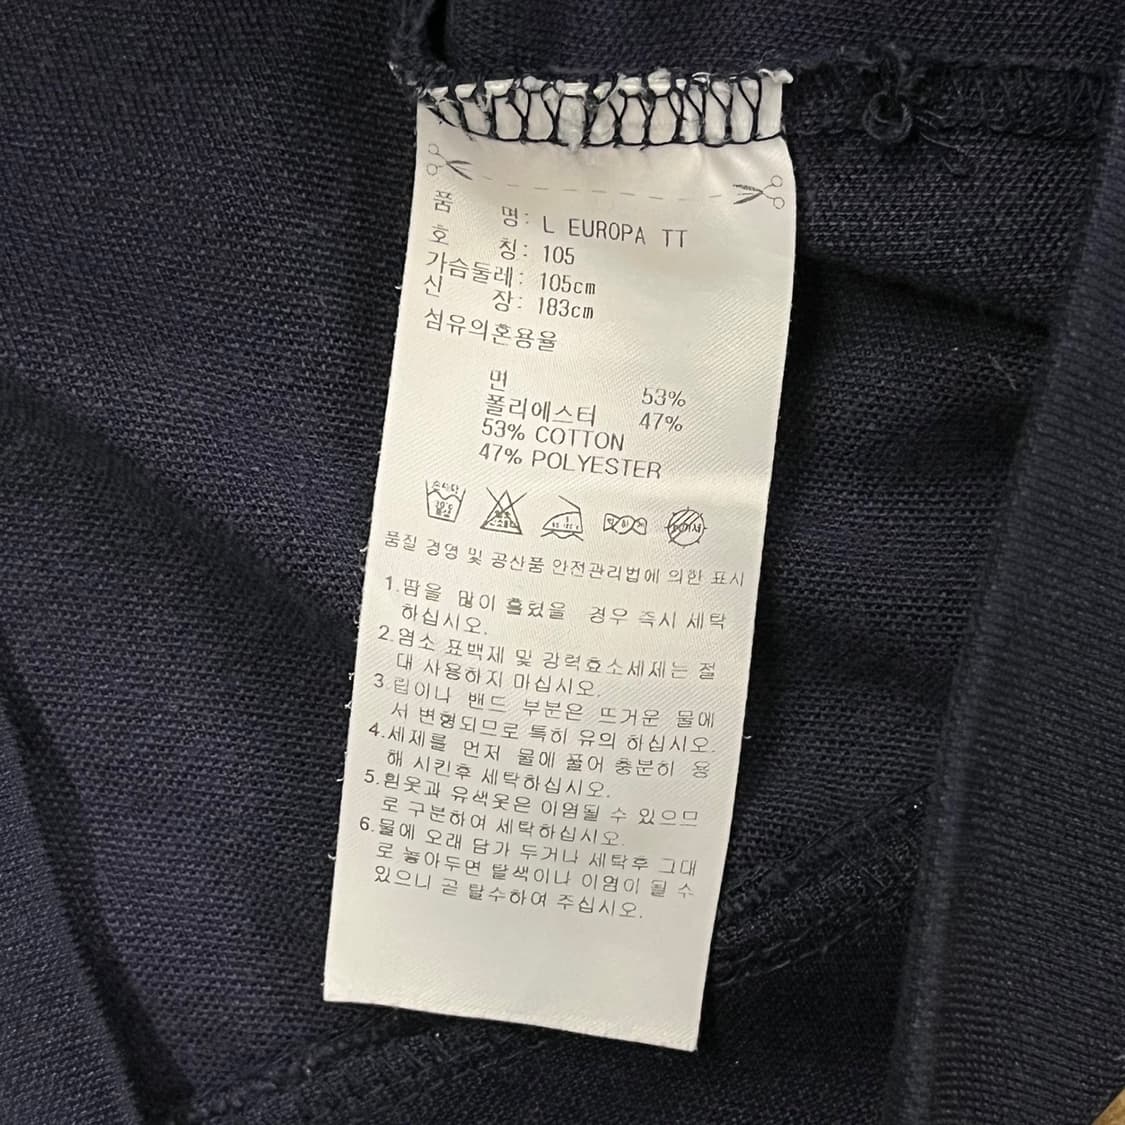 품 명: L EUROPA TT
호 칭: 105
가슴둘레: 105cm
신 장: 183cm
섬유의혼용율
면 53%
폴리에스터 47%
53% COTTON
47% POLYESTER
손세탁
30℃
중성
염소
품질 경영 및 공산품 안전관리법에 의한 표시
1.땀을 많이 흘렸을 경우 즉시 세탁
하십시오.
2.염소 표백제 및 강력효소세제는 절
대 사용하지 마십시오.
3.립이나 밴드 부분은 뜨거운 물에
서 변형되므로 특히 유의 하십시오.
4.세제를 먼저 물에 풀어 충분히 용
해 시킨후 세탁하십시오.
5.흰옷과 유색옷은 이염될 수 있으므
로 구분하여 세탁하십시오.
6.물에 오래 담가 두거나 세탁후 그대
로 놓아두면 탈색이나 이염이 될 수
있으니 곧 탈수하여 주십시오.